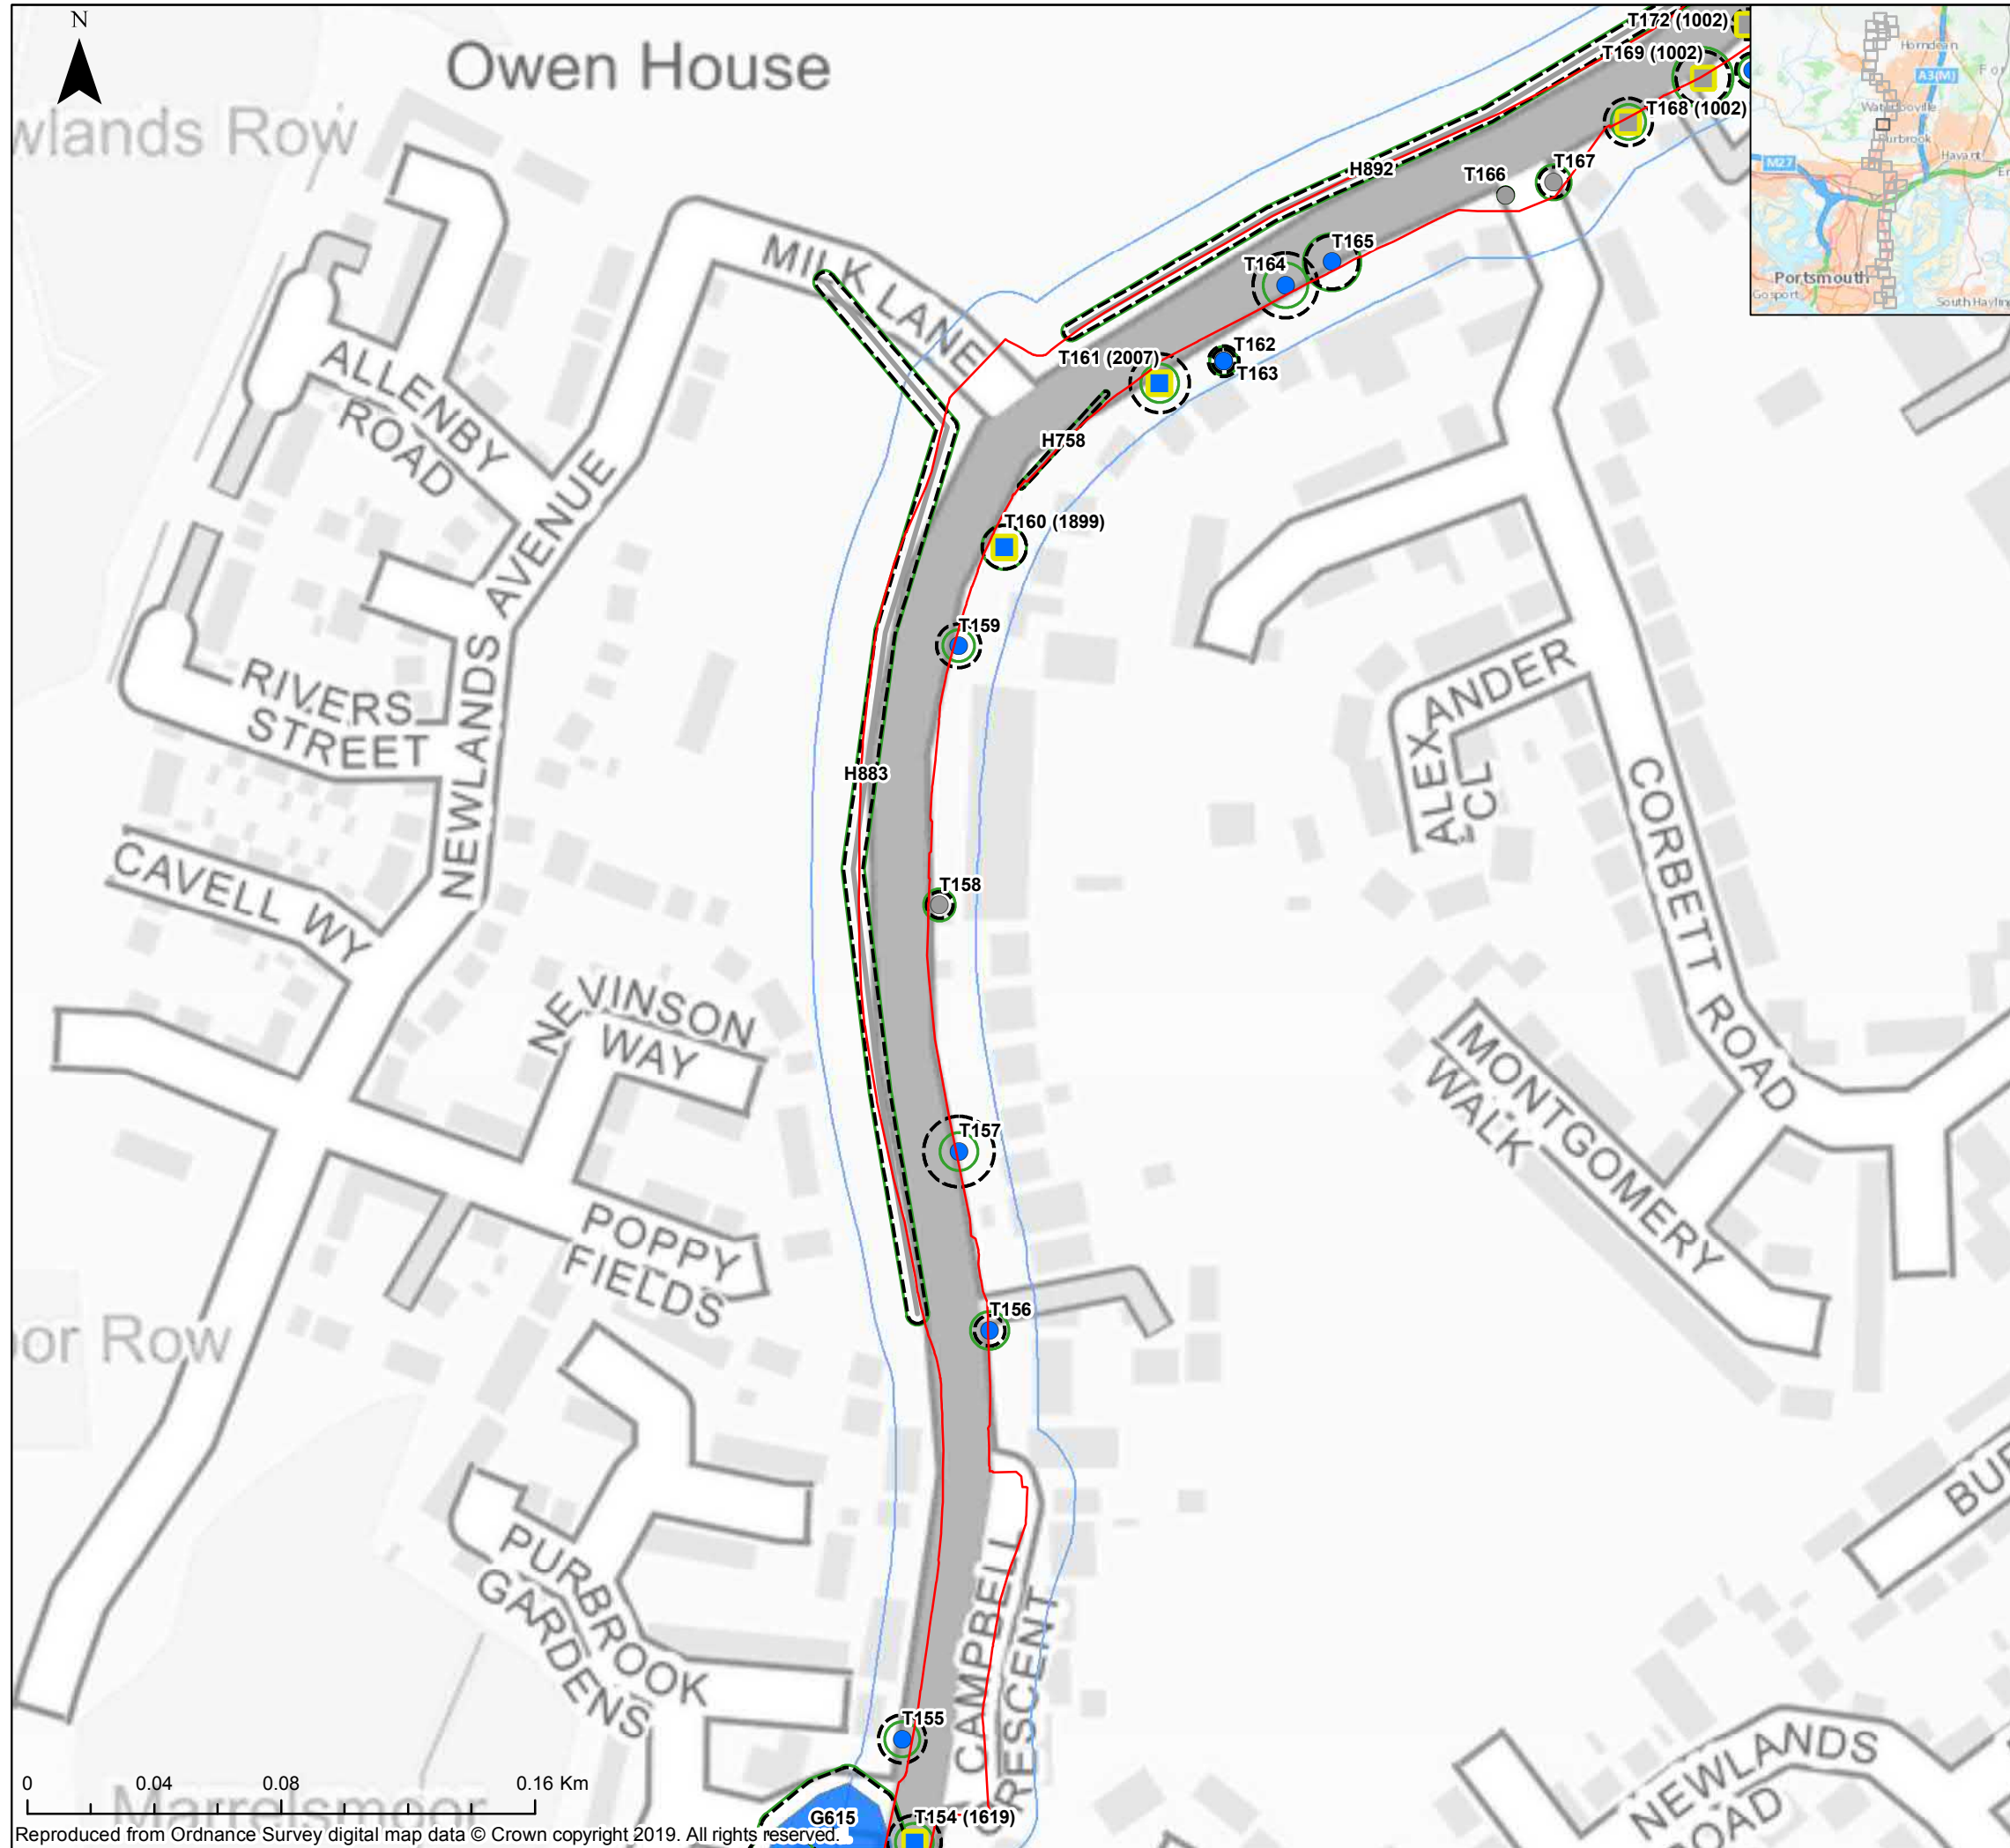 N
Owen House
wlands Row
T172 (1002)
T169 (1002)
T168 (1002)
Horndean
A3(M)
Waterlooville
Purbrook
Havant
M27
Portsmouth
Gosport
South Hayling
H892
T166
T167
T165
T164
MILK LANE
T161 (2007)
T162
T163
H758
ALLENBY
ROAD
T160 (1899)
T159
NEWLANDS AVENUE
RIVERS
STREET
ALEXANDER
CL
H883
CORBETT ROAD
CAVELL WY
T158
NEVINSON
WAY
MONTGOMERY
WALK
T157
POPPY
FIELDS
T156
oor Row
BU
PURBROOK
GARDENS
CAMPBELL
CRESCENT
T155
NEWLANDS
ROAD
0 0.04 0.08 0.16 Km
Marrelsmoor
G615
T154 (1619)
Reproduced from Ordnance Survey digital map data © Crown copyright 2019. All rights reserved.